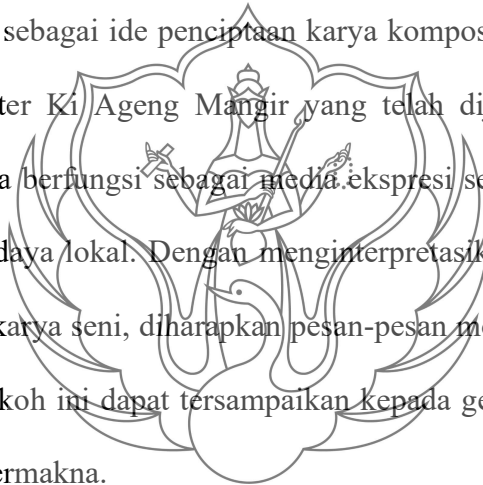 sebagai ide penciptaan karya kompos
ter Ki Ageng Mangir yang telah dij
a berfungsi sebagai media ekspresi se
daya lokal. Dengan menginterpretasik
karya seni, diharapkan pesan-pesan m
koh ini dapat tersampaikan kepada ge
ermakna.